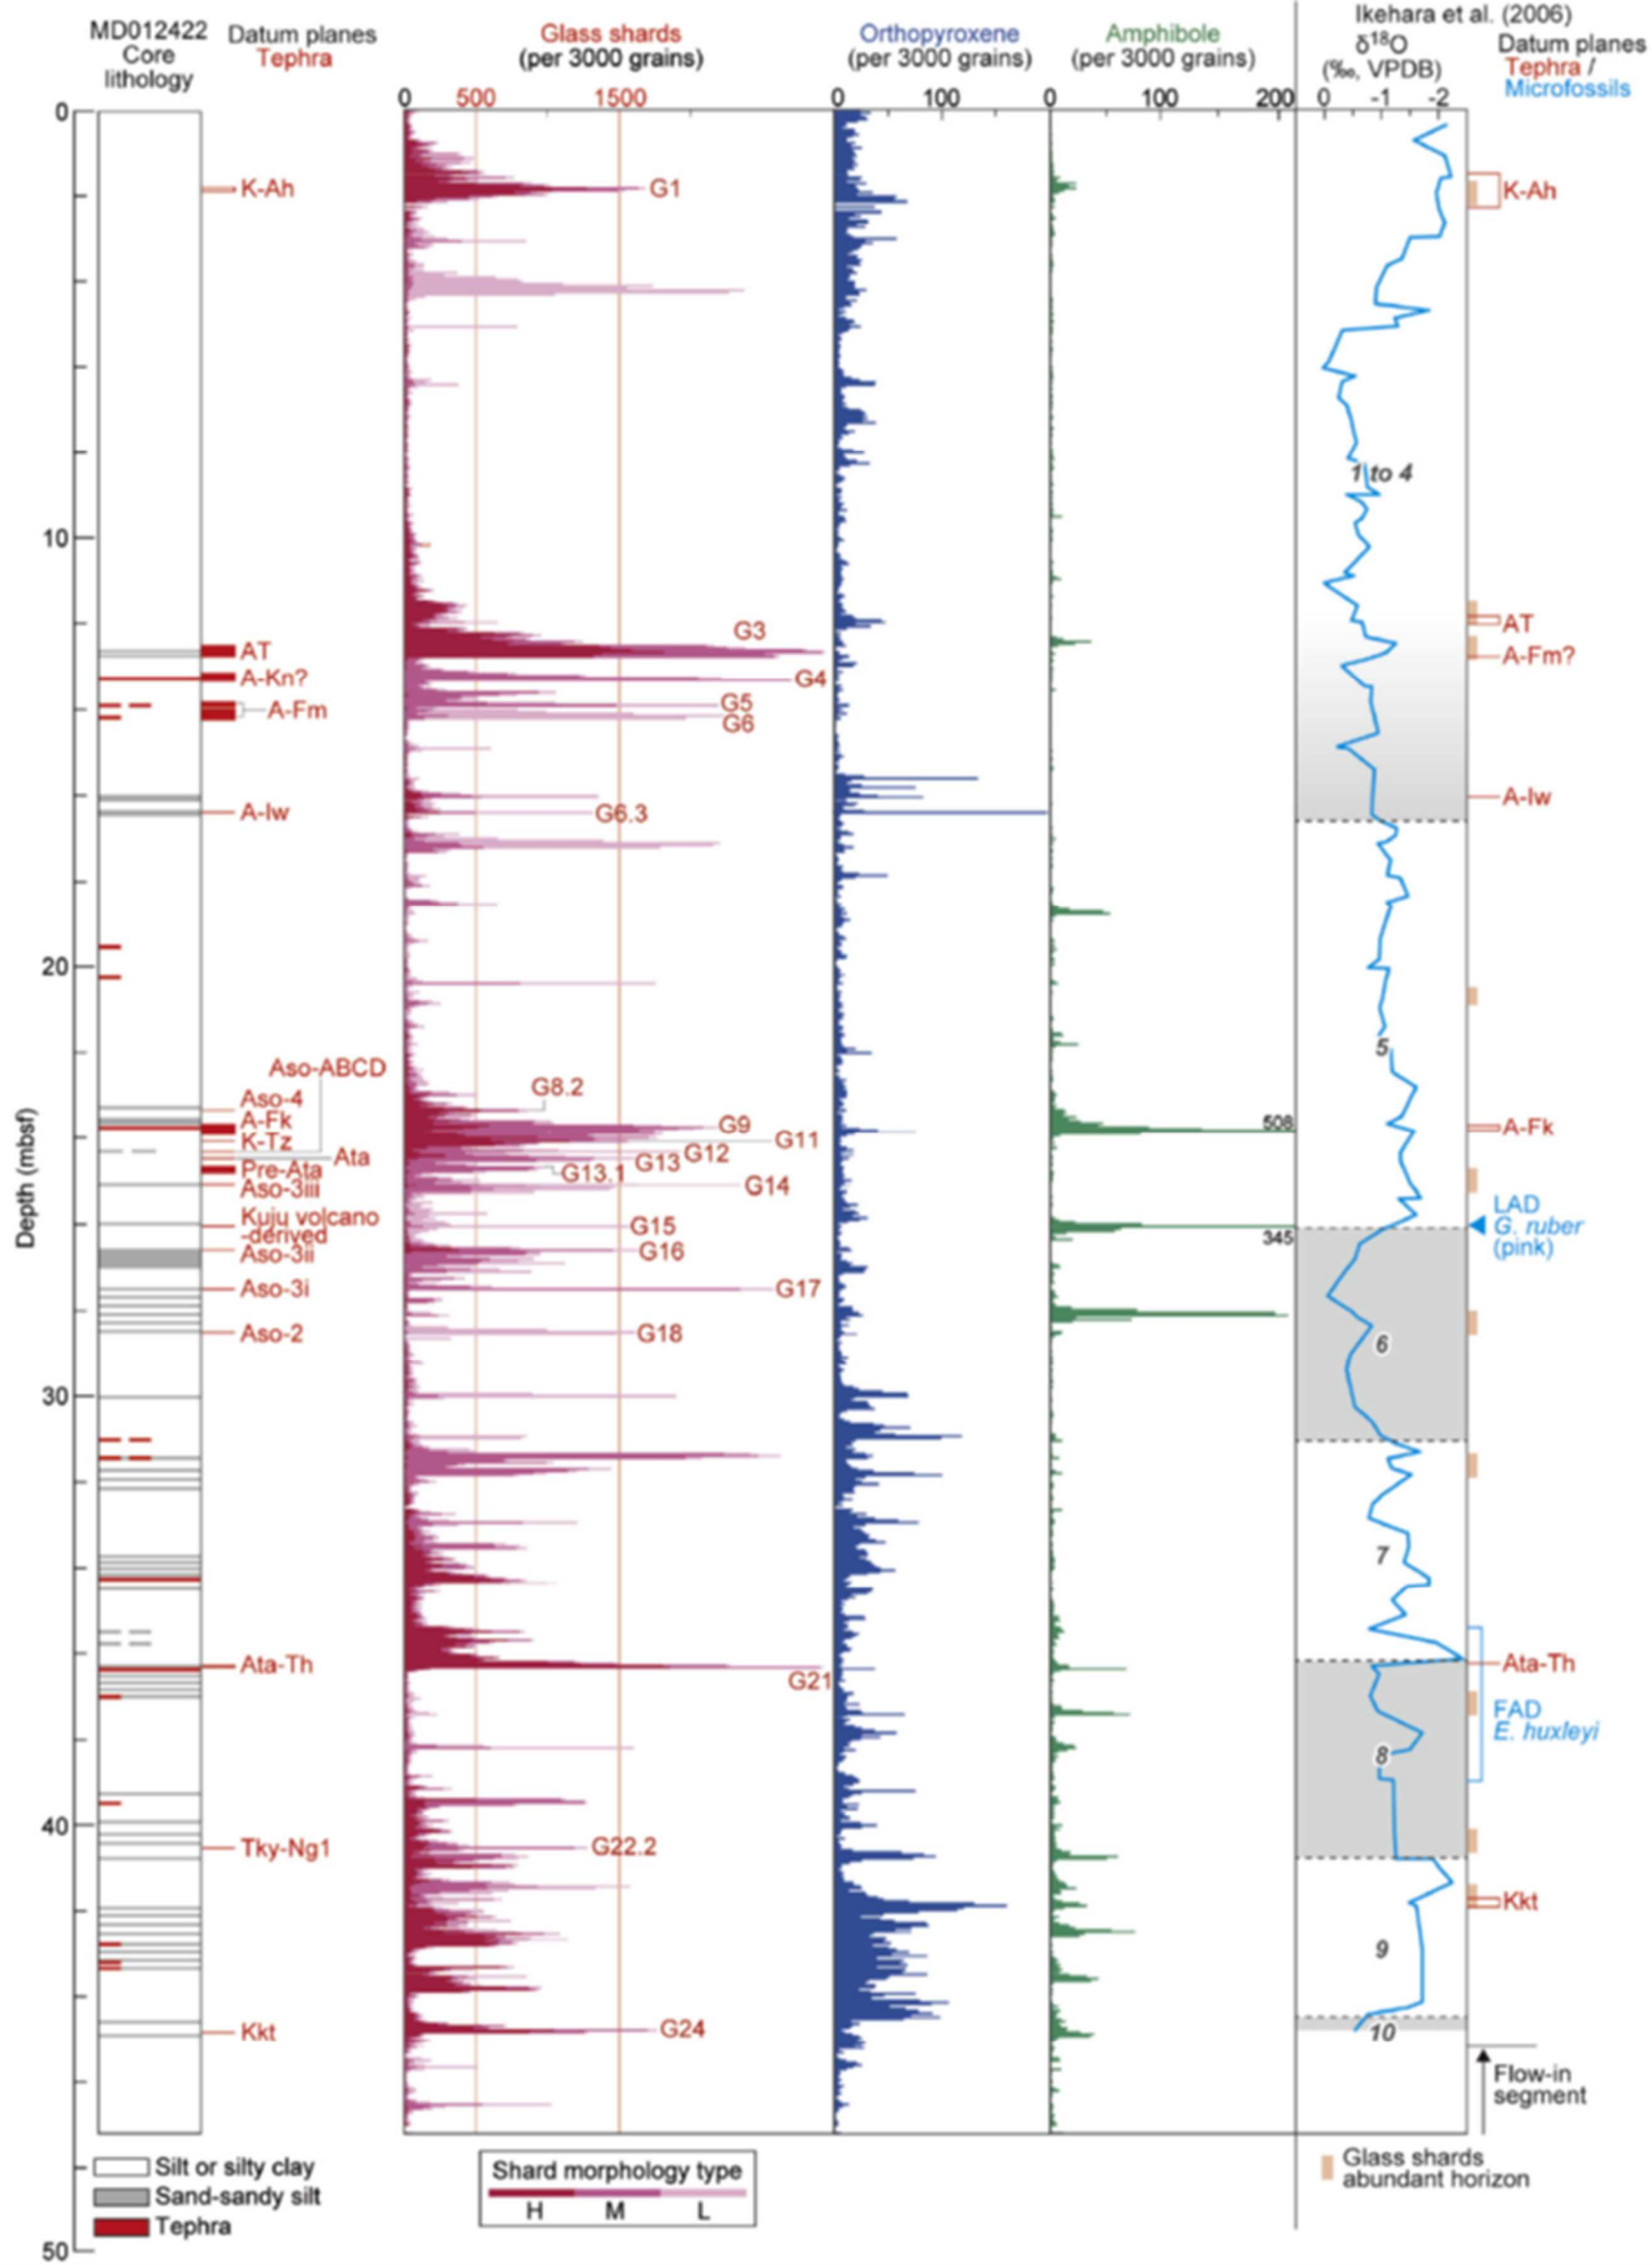 MD012422
Core
lithology
Datum planes
Tephra
Glass shards
(per 3000 grains)
Orthopyroxene
(per 3000 grains)
Amphibole
(per 3000 grains)
Ikehara et al. (2006)
δ18O
(‰, VPDB)
Datum planes
Tephra /
Microfossils
0 500 1500
0 100
0 100 200
0 -1 -2
Depth (mbsf)
0
10
20
30
40
50
K-Ah
AT
A-Kn?
A-Fm
A-Iw
Aso-ABCD
Aso-4
A-Fk
K-Tz
Ata
Pre-Ata
Aso-3iii
Kuju volcano
-derived
Aso-3ii
Aso-3i
Aso-2
Ata-Th
Tky-Ng1
Kkt
G1
G3
G4
G5
G6
G6.3
G8.2
G9
G11
G12
G13
G13.1
G14
G15
G16
G17
G18
G21
G22.2
G24
508
345
1 to 4
5
6
7
8
9
10
K-Ah
AT
A-Fm?
A-Iw
A-Fk
LAD
G. ruber
(pink)
Ata-Th
FAD
E. huxleyi
Kkt
Flow-in
segment
Glass shards
abundant horizon
Silt or silty clay
Sand-sandy silt
Tephra
Shard morphology type
H M L